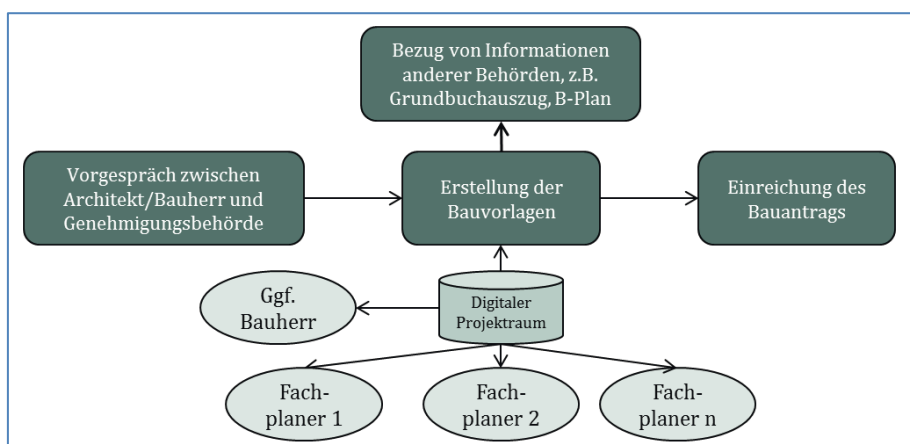 Bezug von Informationen
anderer Behörden, z.B.
Grundbuchauszug, B-Plan
Vorgespräch zwischen
Architekt/Bauherr und
Genehmigungsbehörde
Erstellung der
Bauvorlagen
Einreichung des
Bauantrags
Ggf.
Bauherr
Digitaler
Projektraum
Fach-
planer 1
Fach-
planer 2
Fach-
planer n